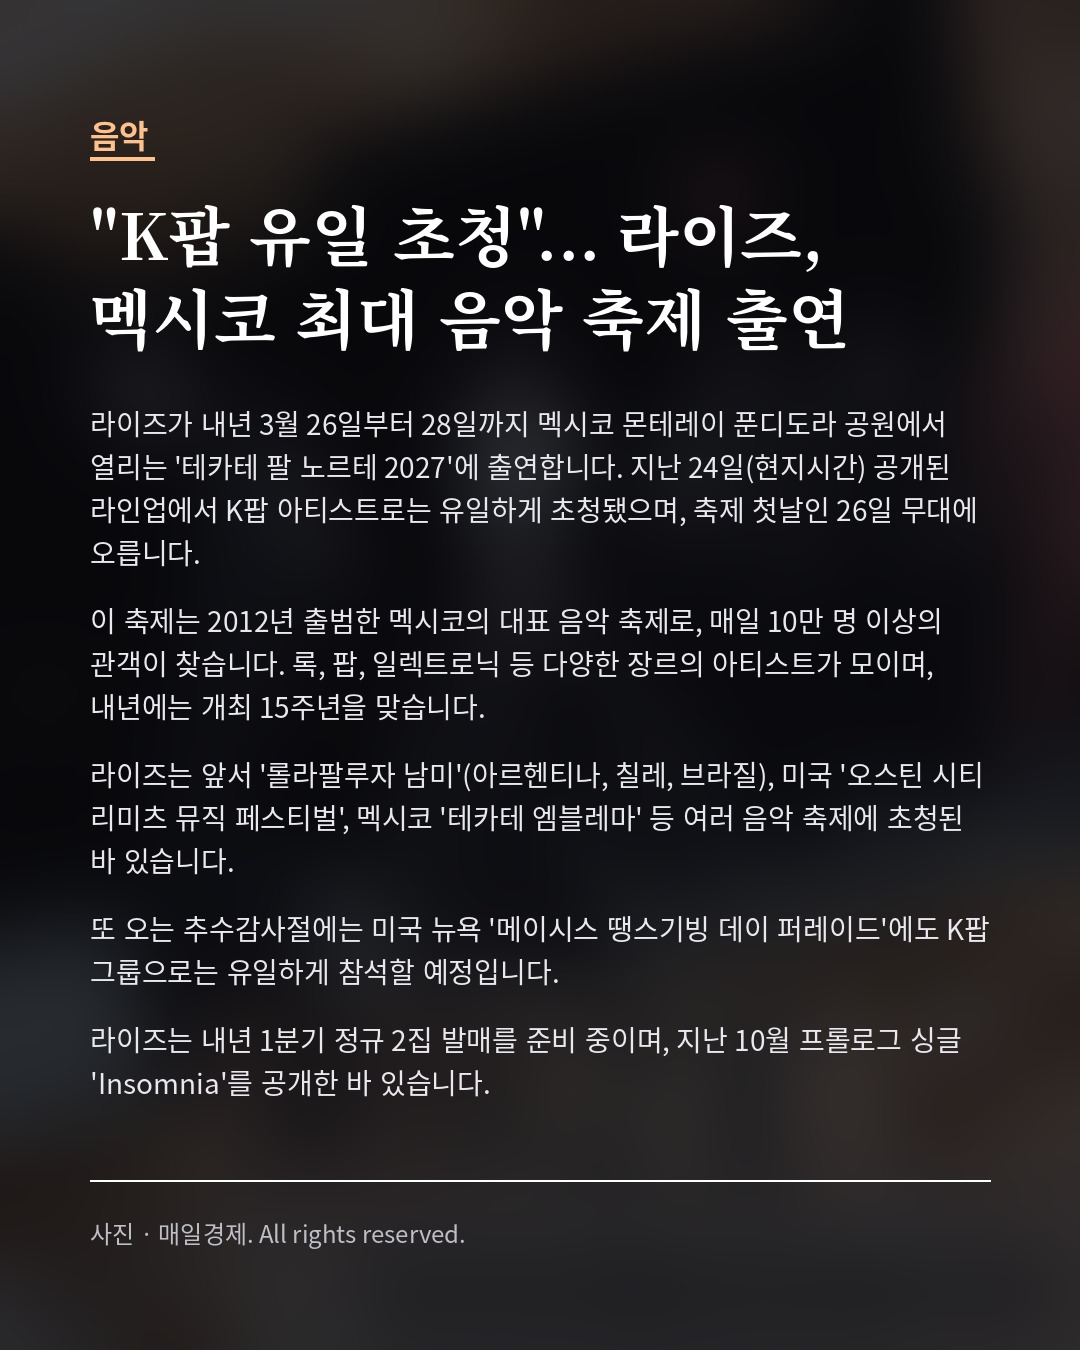 음악
"K팝 유일 초청"... 라이즈,
멕시코 최대 음악 축제 출연
라이즈가 내년 3월 26일부터 28일까지 멕시코 몬테레이 푼디도라 공원에서
열리는 '테카테 팔 노르테 2027'에 출연합니다. 지난 24일(현지시간) 공개된
라인업에서 K팝 아티스트로는 유일하게 초청됐으며, 축제 첫날인 26일 무대에
오릅니다.
이 축제는 2012년 출범한 멕시코의 대표 음악 축제로, 매일 10만 명 이상의
관객이 찾습니다. 록, 팝, 일렉트로닉 등 다양한 장르의 아티스트가 모이며,
내년에는 개최 15주년을 맞습니다.
라이즈는 앞서 '롤라팔루자 남미'(아르헨티나, 칠레, 브라질), 미국 '오스틴 시티
리미츠 뮤직 페스티벌', 멕시코 '테카테 엠블레마' 등 여러 음악 축제에 초청된
바 있습니다.
또 오는 추수감사절에는 미국 뉴욕 '메이시스 땡스기빙 데이 퍼레이드'에도 K팝
그룹으로는 유일하게 참석할 예정입니다.
라이즈는 내년 1분기 정규 2집 발매를 준비 중이며, 지난 10월 프롤로그 싱글
'Insomnia'를 공개한 바 있습니다.
사진 · 매일경제. All rights reserved.